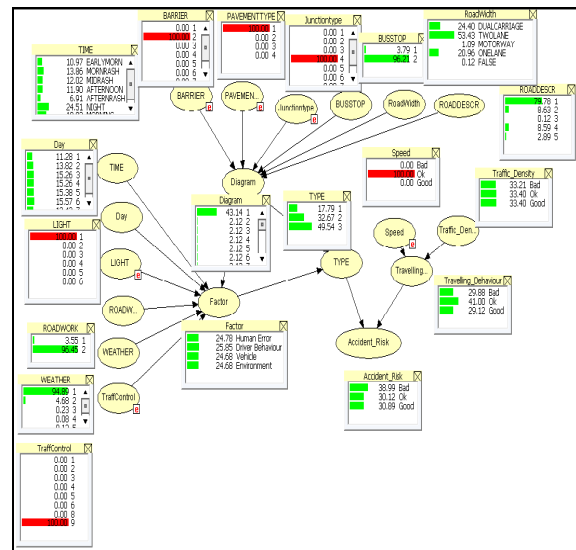 BARRIER
0.00 1
100.00 2
0.00 3
0.00 4
0.00 5
0.00 6
0.00 7
PAVEMENTTYPE
100.00 1
0.00 2
0.00 3
0.00 4
Junctiontype
0.00 1
0.00 2
0.00 3
100.00 4
0.00 5
0.00 6
BUSSTOP
3.79 1
96.21 2
RoadWidth
24.40 DUALCARRIAGE
53.43 TWOLANE
1.09 MOTORWAY
20.96 ONELANE
0.12 FALSE
TIME
10.97 EARLYMORN
13.86 MORNRASH
12.02 MIDRASH
11.90 AFTERNOON
6.91 AFTERNRASH
24.51 NIGHT
ROADDESCR
79.78 1
8.63 2
0.12 3
8.59 4
2.89 5
BARRIER
PAVEMEN...
Junctiontype
BUSSTOP
RoadWidth
ROADDESCR
Day
11.28 1
13.82 2
15.26 3
15.26 4
15.38 5
15.57 6
TIME
Diagram
Speed
0.00 Bad
100.00 Ok
0.00 Good
Traffic_Density
33.21 Bad
33.40 Ok
33.40 Good
Diagram
43.14 1
2.12 2
2.12 3
2.12 4
2.12 5
2.12 6
TYPE
17.79 1
32.67 2
49.54 3
Day
LIGHT
100.00 1
0.00 2
0.00 3
0.00 4
0.00 5
0.00 6
LIGHT
Speed
Traffic_Den...
TYPE
Travelling...
Travelling_Dehaviour
29.88 Bad
41.00 Ok
29.12 Good
ROADW...
Factor
ROADWORK
3.55 1
96.45 2
WEATHER
Factor
24.78 Human Error
25.85 Driver Behaviour
24.68 Vehicle
24.68 Environment
Accident_Risk
WEATHER
94.89 1
4.68 2
0.23 3
0.08 4
TraffControl
Accident_Risk
38.99 Bad
30.12 Ok
30.89 Good
TraffControl
0.00 1
0.00 2
0.00 3
0.00 4
0.00 5
0.00 6
0.00 8
100.00 9